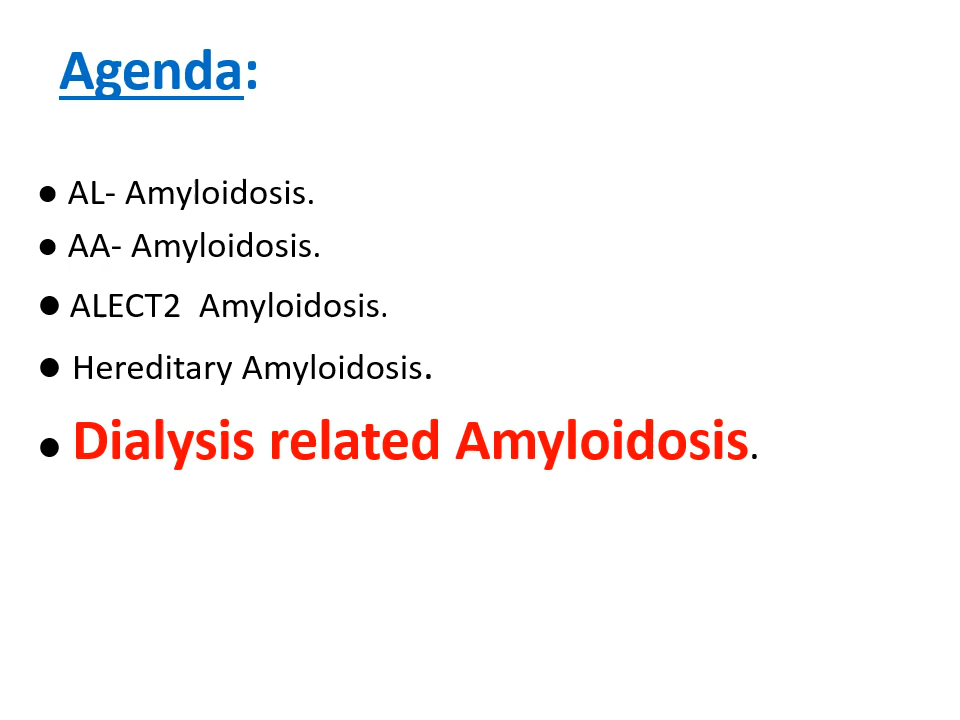 Agenda:
● AL- Amyloidosis.
● AA- Amyloidosis.
● ALECT2  Amyloidosis.
● Hereditary Amyloidosis.
● Dialysis related Amyloidosis.